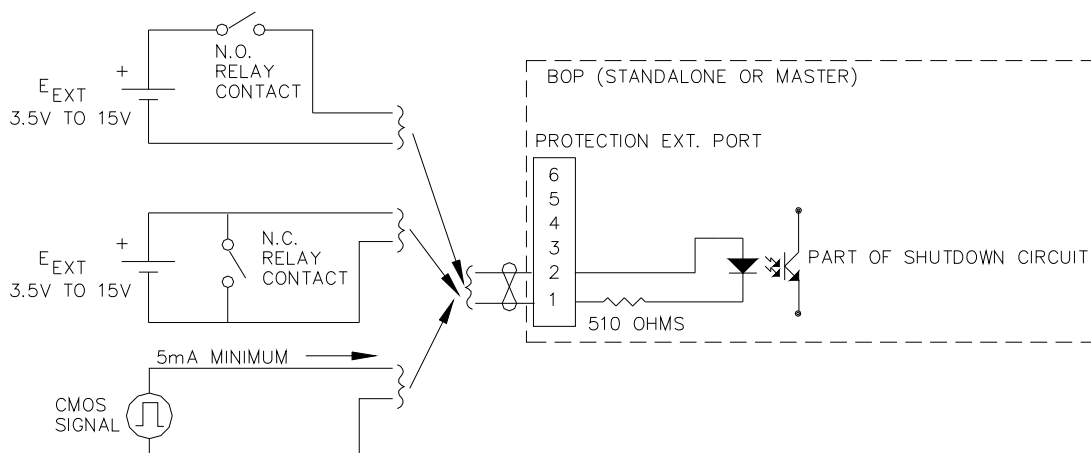 N.O.
RELAY
CONTACT
+
E EXT
3.5V TO 15V
N.C.
RELAY
CONTACT
+
E EXT
3.5V TO 15V
5mA MINIMUM
CMOS
SIGNAL
BOP (STANDALONE OR MASTER)
PROTECTION EXT. PORT
6
5
4
3
2
1
510 OHMS
PART OF SHUTDOWN CIRCUIT